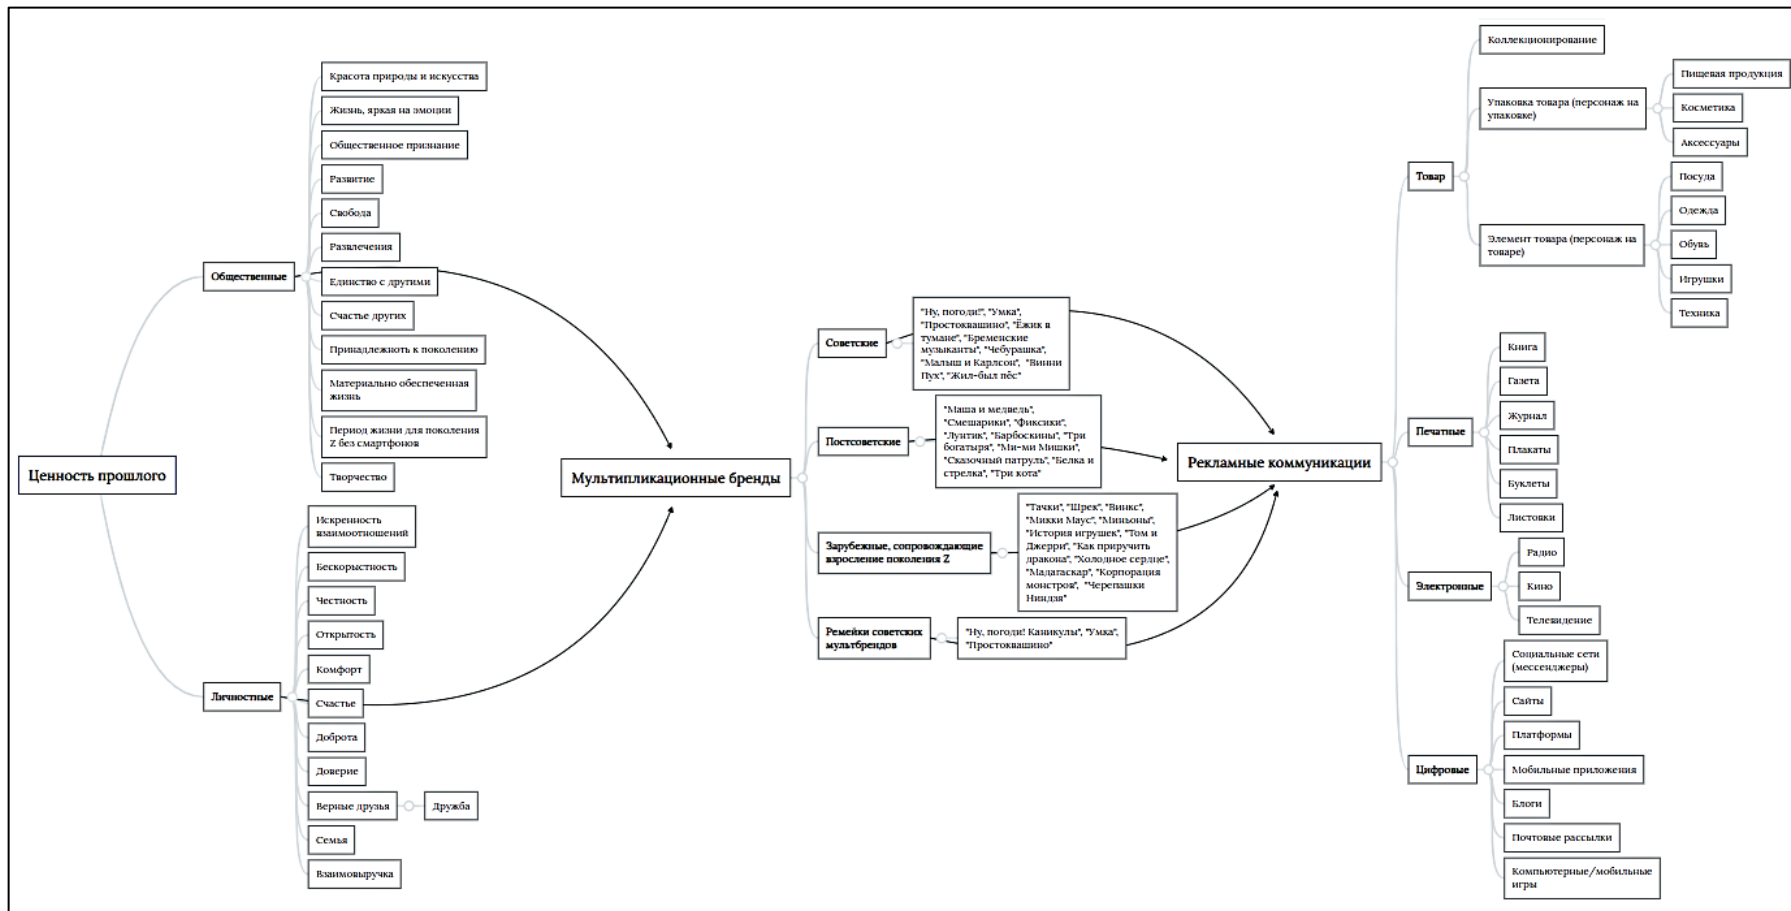 Ценность прошлого
Общественные
Красота природы и искусства
Жизнь, яркая на эмоции
Общественное признание
Развитие
Свобода
Развлечения
Единство с другими
Счастье других
Принадлежноть к поколению
Материально обеспеченная
жизнь
Период жизни для поколения
Z без смартфонов
Творчество
Личностные
Искренность
взаимоотношений
Бескорыстность
Честность
Открытость
Комфорт
Счастье
Доброта
Доверие
Верные друзья
Дружба
Семья
Взаимовыручка
Мультипликационные бренды
Советские
"Ну, погоди!", "Умка",
"Простоквашино", "Ёжик в
тумане", "Бременские
музыканты", "Чебурашка",
"Малыш и Карлсон", "Винни
Пух", "Жил-был пёс"
Постсоветские
"Маша и медведь",
"Смешарики", "Фиксики",
"Лунтик", "Барбоскины", "Три
богатыря", "Ми-ми Мишки",
"Сказочный патруль", "Белка и
стрелка", "Три кота"
Зарубежные, сопровождающие
взросление поколения Z
"Тачки", "Шрек", "Винкс",
"Микки Маус", "Миньоны",
"История игрушек", "Том и
Джерри", "Как приручить
дракона", "Холодное сердце",
"Мадагаскар", "Корпорация
монстров", "Черепашки
Ниндзя"
Ремейки советских
мультбрендов
"Ну, погоди! Каникулы", "Умка",
"Простоквашино"
Рекламные коммуникации
Товар
Коллекционирование
Упаковка товара (персонаж на
упаковке)
Пищевая продукция
Косметика
Аксессуары
Элемент товара (персонаж на
товаре)
Посуда
Одежда
Обувь
Игрушки
Техника
Печатные
Книга
Газета
Журнал
Плакаты
Буклеты
Листовки
Электронные
Радио
Кино
Телевидение
Цифровые
Социальные сети
(мессенджеры)
Сайты
Платформы
Мобильные приложения
Блоги
Почтовые рассылки
Компьютерные/мобильные
игры